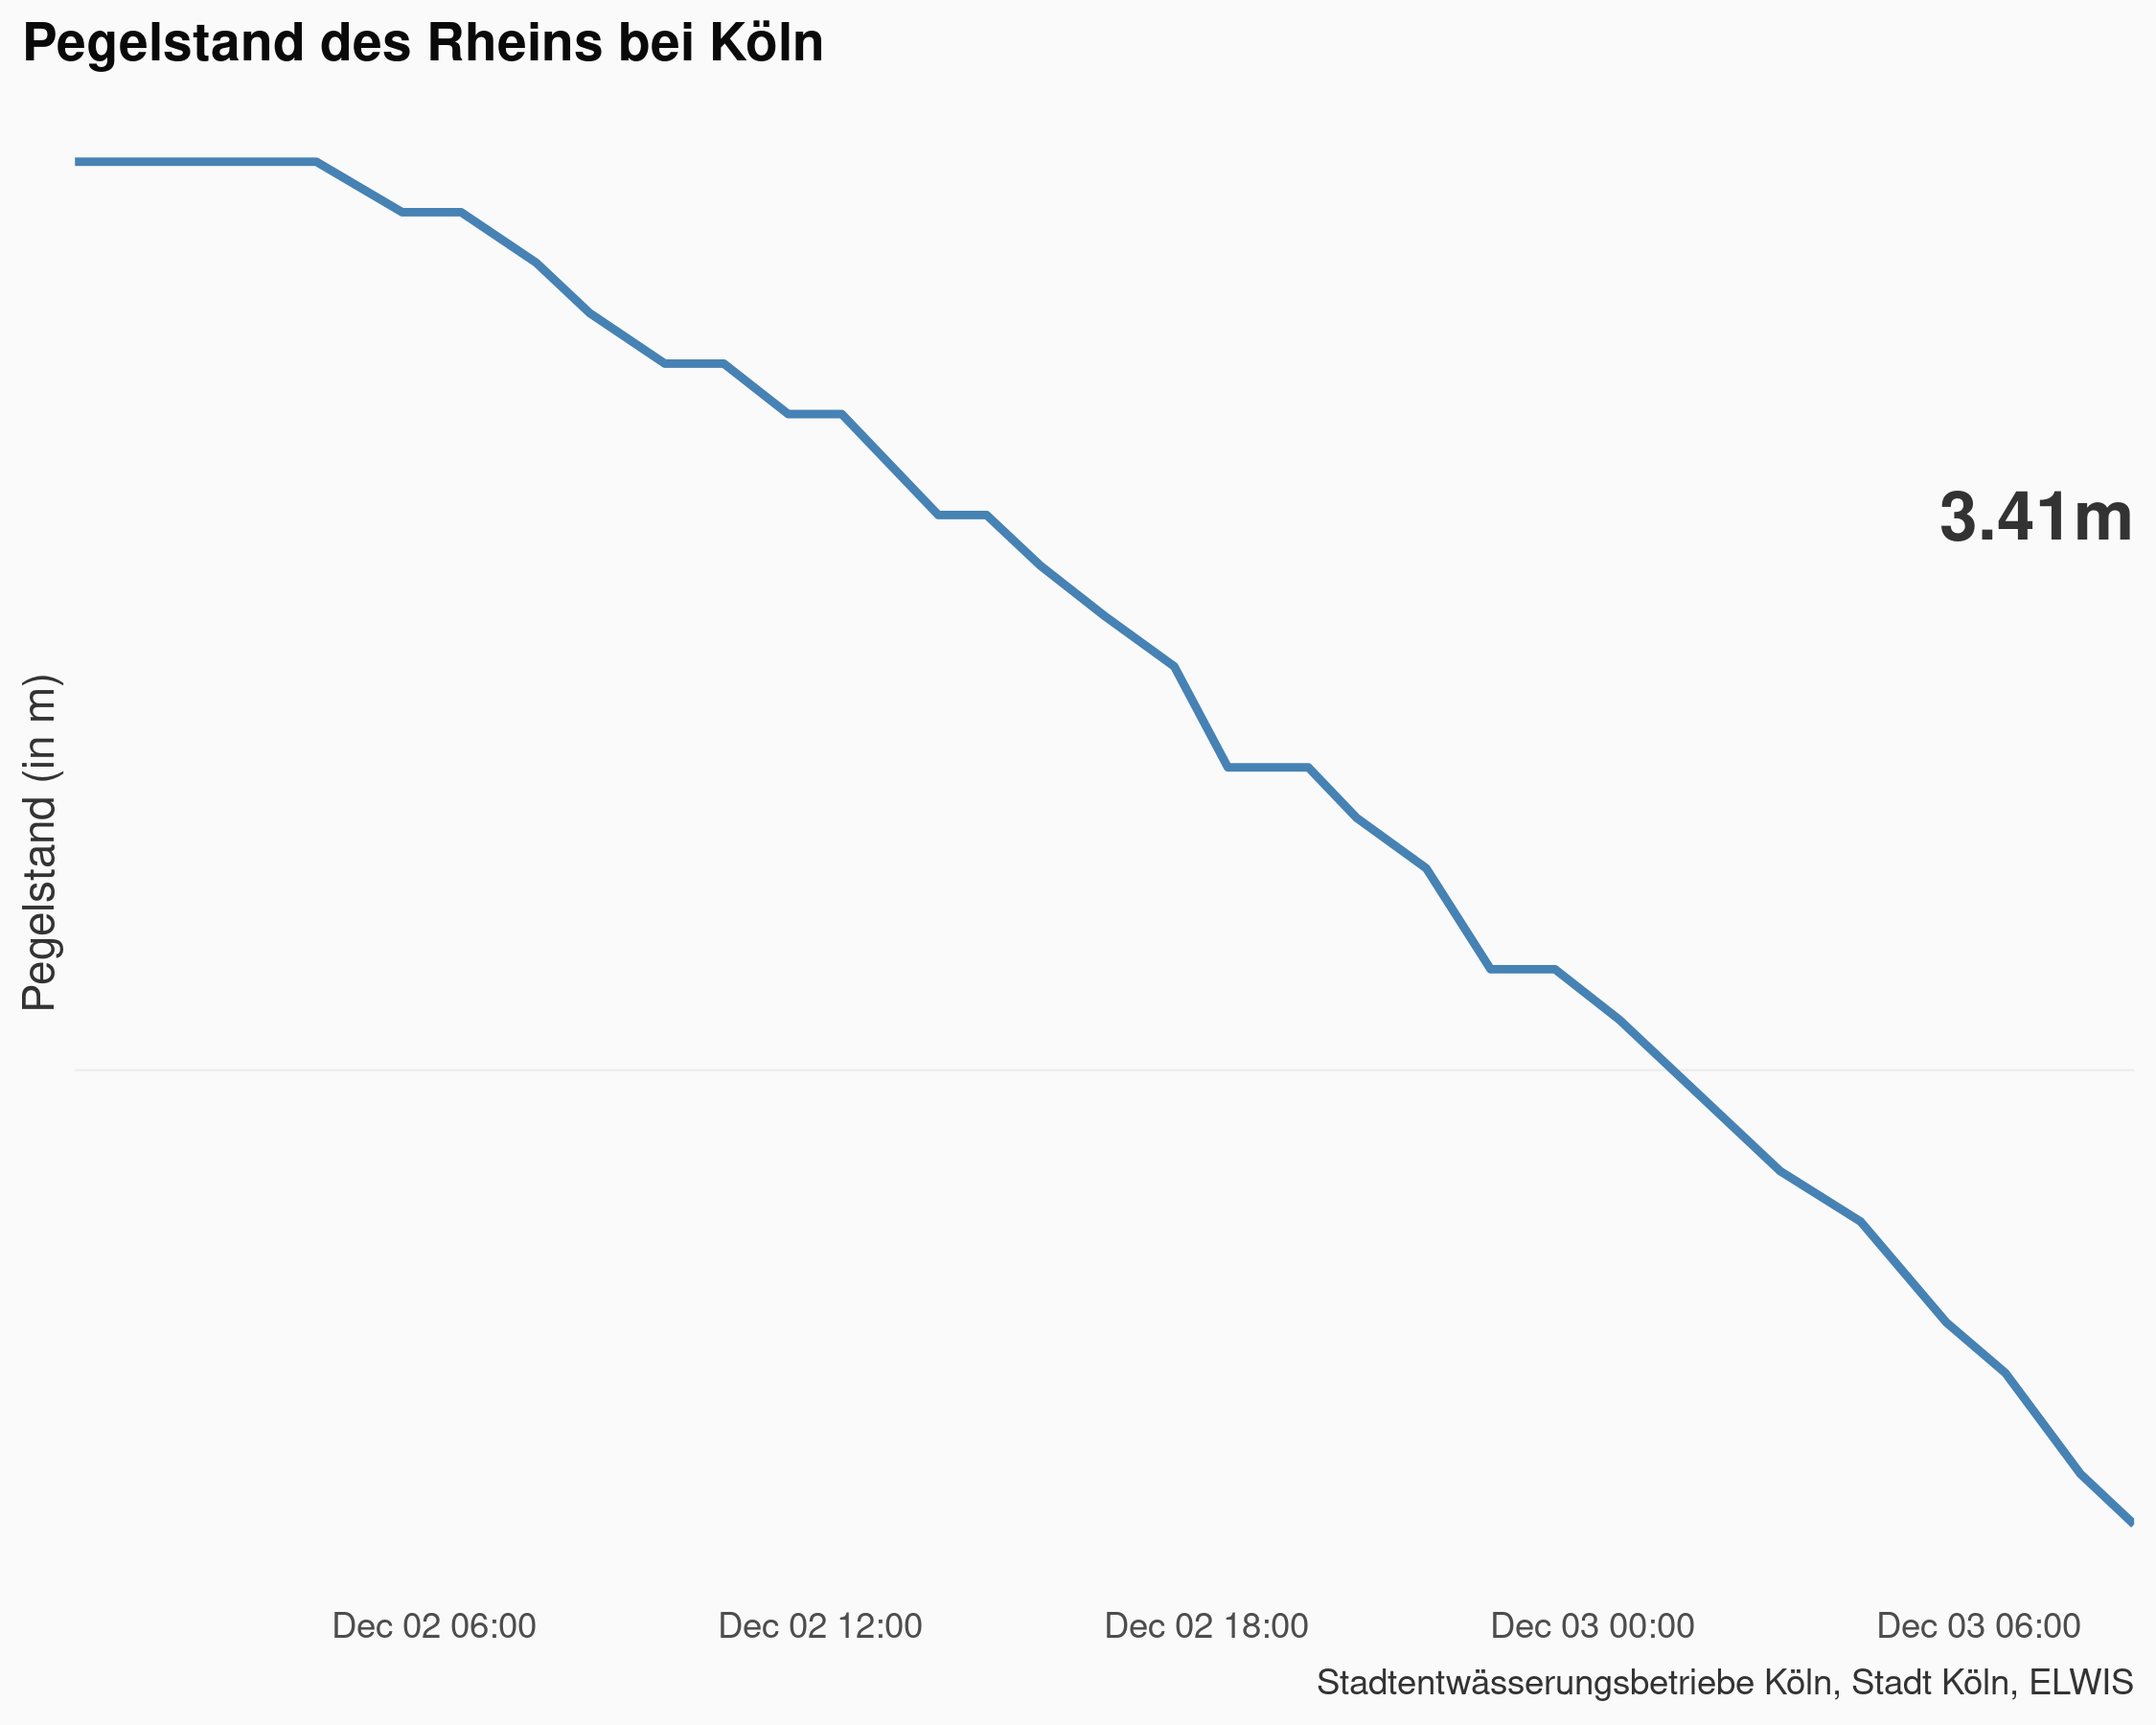 Pegelstand des Rheins bei Köln
3.41m
Pegelstand (in m)
Dec 02 06:00
Dec 02 12:00
Dec 02 18:00
Dec 03 00:00
Dec 03 06:00
Stadtentwässerungsbetriebe Köln, Stadt Köln, ELWIS